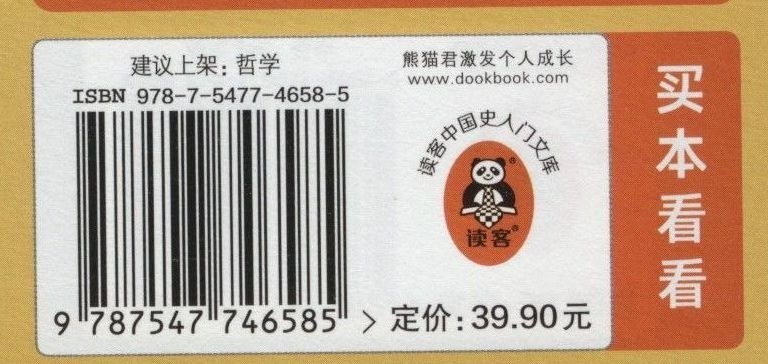 建议上架：哲学
ISBN 978-7-5477-4658-5
9 787547 746585 >
熊猫君激发个人成长
www.dookbook.com
读客中国史入门文库
读客®
定价：39.90元
买本看看